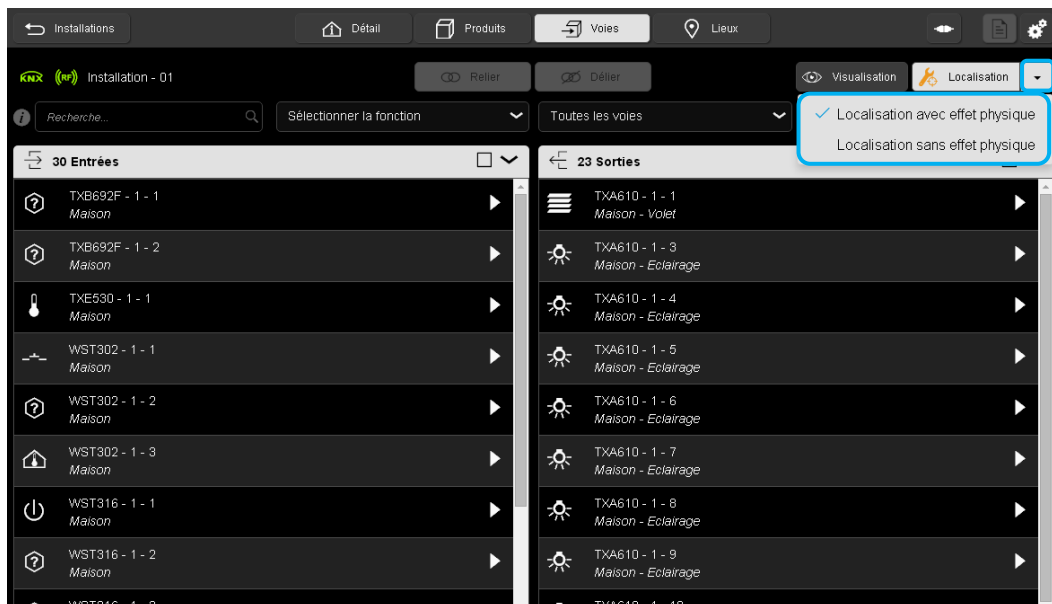 Installations
Détail
Produits
Voies
Lieux
KNX RF Installation - 01
Relier
Délier
Visualisation
Localisation
Recherche...
Sélectionner la fonction
Toutes les voies
Localisation avec effet physique
Localisation sans effet physique
30 Entrées
TXB692F - 1 - 1
Maison
TXB692F - 1 - 2
Maison
TXE530 - 1 - 1
Maison
WST302 - 1 - 1
Maison
WST302 - 1 - 2
Maison
WST302 - 1 - 3
Maison
WST316 - 1 - 1
Maison
WST316 - 1 - 2
Maison
23 Sorties
TXA610 - 1 - 1
Maison - Volet
TXA610 - 1 - 3
Maison - Eclairage
TXA610 - 1 - 4
Maison - Eclairage
TXA610 - 1 - 5
Maison - Eclairage
TXA610 - 1 - 6
Maison - Eclairage
TXA610 - 1 - 7
Maison - Eclairage
TXA610 - 1 - 8
Maison - Eclairage
TXA610 - 1 - 9
Maison - Eclairage